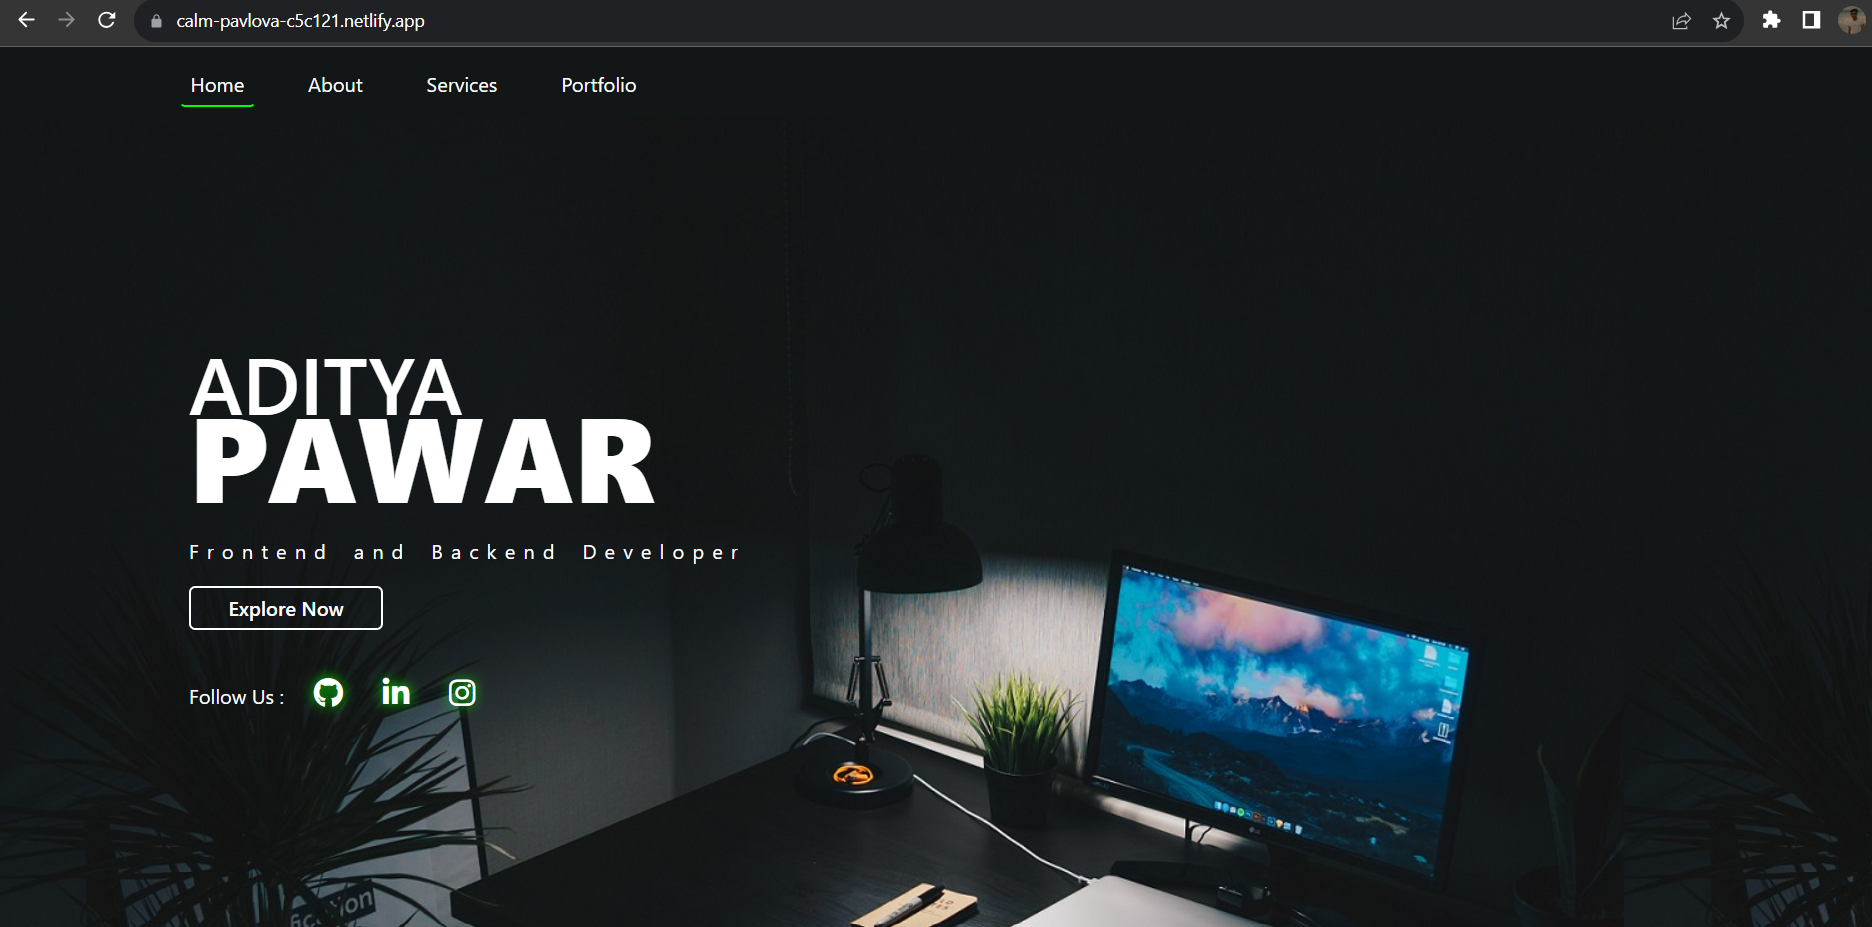 calm-pavlova-c5c121.netlify.app
Home About Services Portfolio
ADITYA
PAWAR
Frontend and Backend Developer
Explore Now
Follow Us :
in